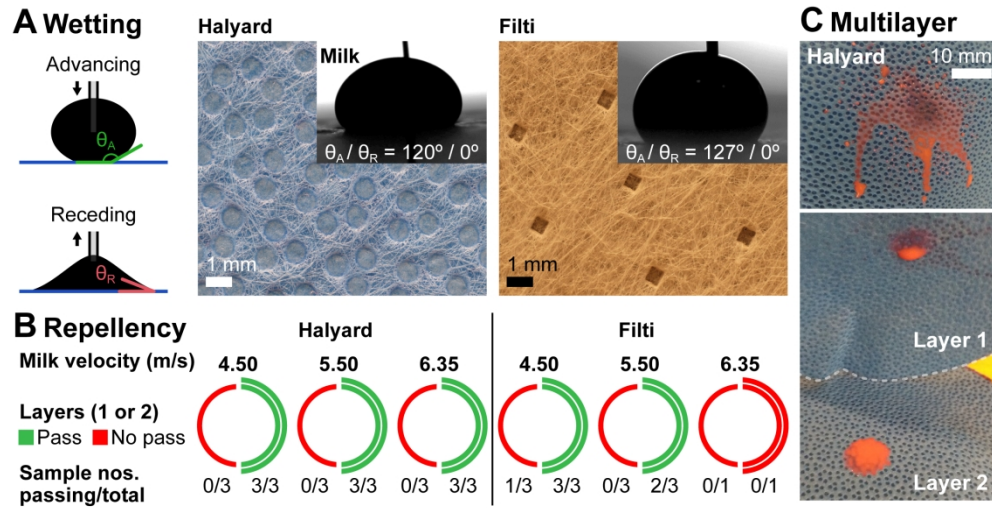 A Wetting
Advancing
θA
Receding
θR
Halyard
Milk
θA / θR = 120º / 0º
1 mm
Filti
θA / θR = 127º / 0º
1 mm
B Repellency
Halyard
Filti
Milk velocity (m/s)
4.50 5.50 6.35 4.50 5.50 6.35
Layers (1 or 2)
Pass No pass
Sample nos.
passing/total
0/3 3/3 0/3 3/3 0/3 3/3 1/3 3/3 0/3 2/3 0/1 0/1
C Multilayer
Halyard
10 mm
Layer 1
Layer 2